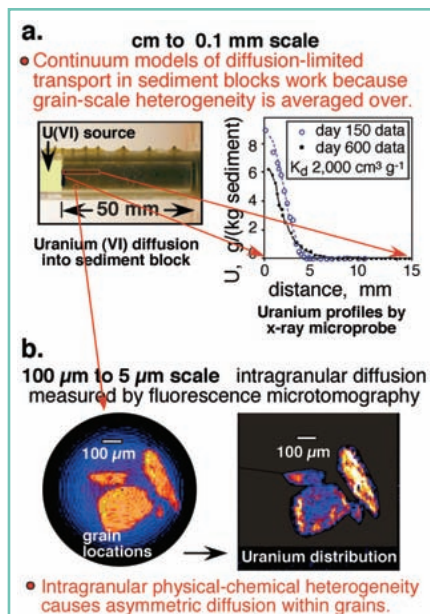 a.
cm to 0.1 mm scale
Continuum models of diffusion-limited
transport in sediment blocks work because
grain-scale heterogeneity is averaged over.
U(VI) source
50 mm
Uranium (VI) diffusion
into sediment block
U, g/(kg sediment)
8
6
4
2
0
day 150 data
day 600 data
Kd 2,000 cm³ g⁻¹
0 5 10 15
distance, mm
Uranium profiles by
x-ray microprobe
b.
100 µm to 5 µm scale intragranular diffusion
measured by fluorescence microtomography
100 µm
grain
locations
100 µm
Uranium distribution
Intragranular physical-chemical heterogeneity
causes asymmetric diffusion within grains.